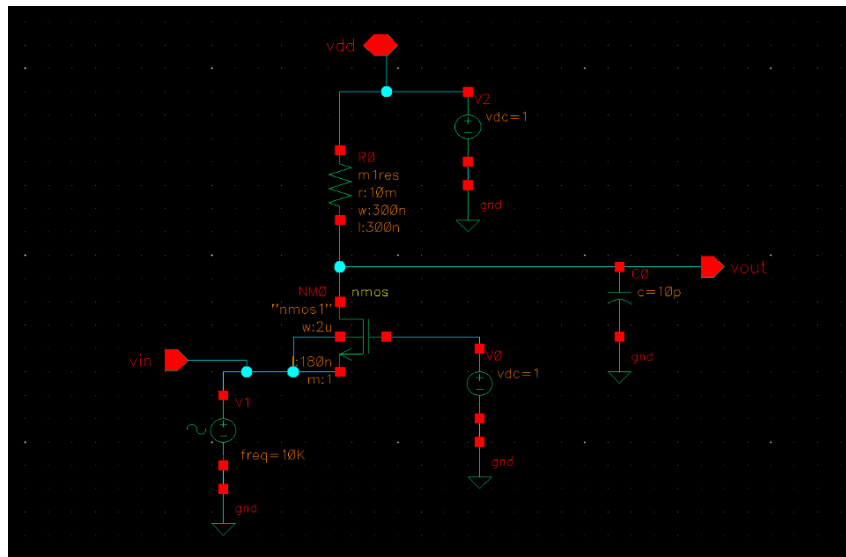 vdd
V2
vdc=1
gnd
R0
m1res
r:10m
w:300n
l:300n
vout
C0
c=10p
gnd
NM0 nmos
"nmos1"
w:2u
l:180n
m:1
vin
V0
vdc=1
gnd
V1
freq=10K
gnd